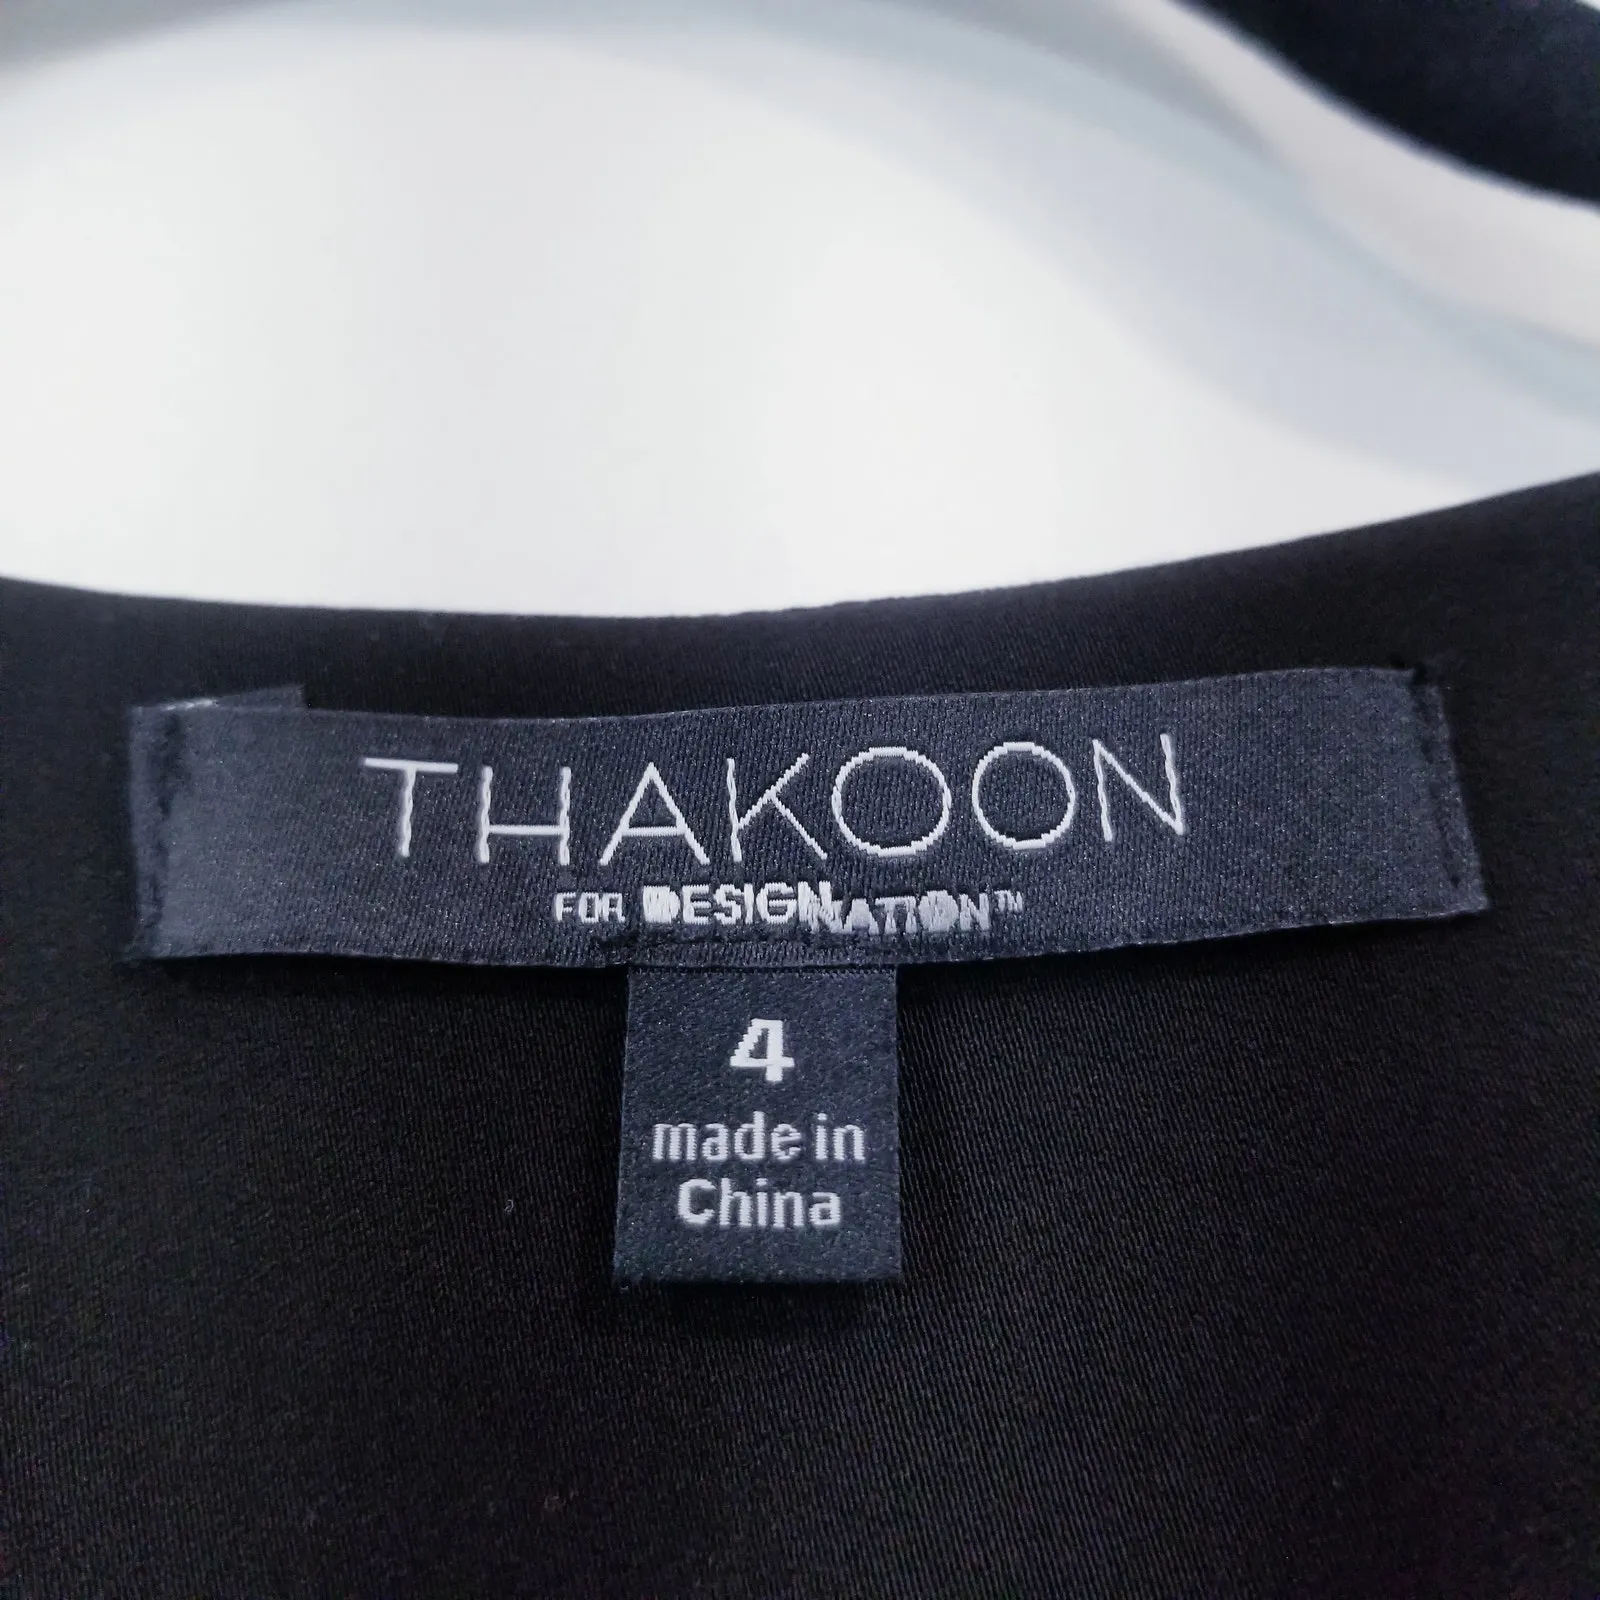 THAKOON
FOR DESIGNATION™
4
made in
China